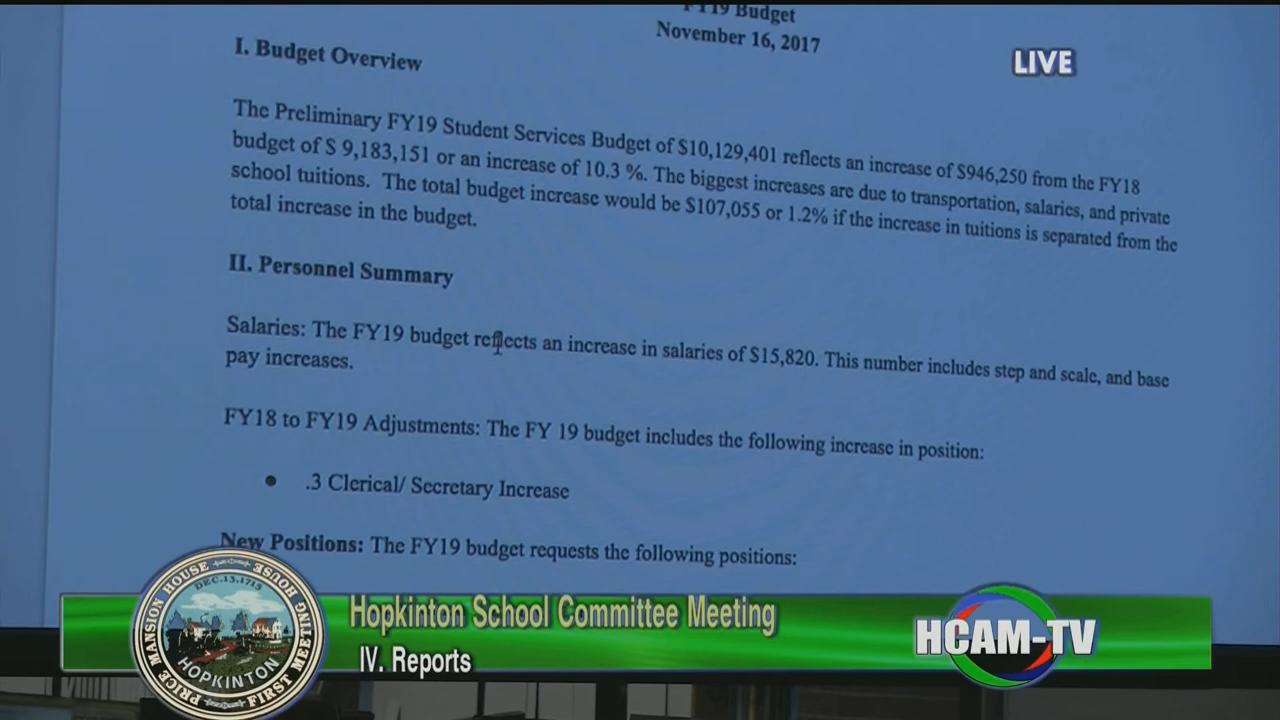 FY19 Budget
November 16, 2017
LIVE
I. Budget Overview
The Preliminary FY19 Student Services Budget of $10,129,401 reflects an increase of $946,250 from the FY18
budget of $ 9,183,151 or an increase of 10.3 %. The biggest increases are due to transportation, salaries, and private
school tuitions. The total budget increase would be $107,055 or 1.2% if the increase in tuitions is separated from the
total increase in the budget.
II. Personnel Summary
Salaries: The FY19 budget reflects an increase in salaries of $15,820. This number includes step and scale, and base
pay increases.
FY18 to FY19 Adjustments: The FY 19 budget includes the following increase in position:
.3 Clerical/ Secretary Increase
New Positions: The FY19 budget requests the following positions:
Hopkinton School Committee Meeting
IV. Reports
HCAM-TV
PRICE MANSION HOUSE
HOUSE FIRST MEETING
DEC.13.1715
HOPKINTON